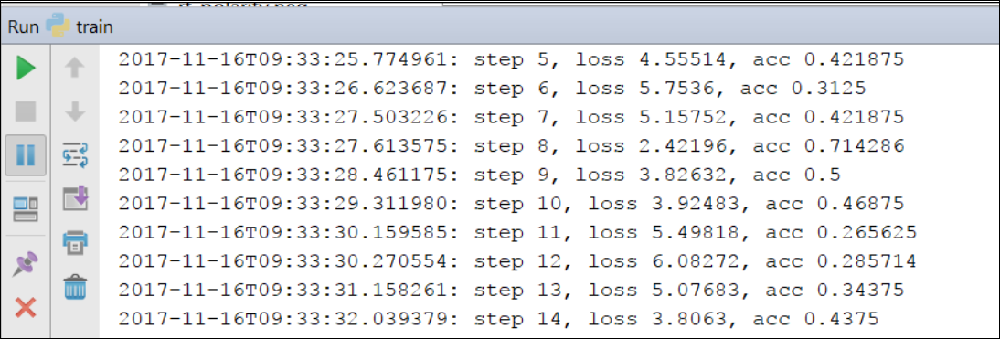 rt-polarity.neg
Run train
2017-11-16T09:33:25.774961: step 5, loss 4.55514, acc 0.421875
2017-11-16T09:33:26.623687: step 6, loss 5.7536, acc 0.3125
2017-11-16T09:33:27.503226: step 7, loss 5.15752, acc 0.421875
2017-11-16T09:33:27.613575: step 8, loss 2.42196, acc 0.714286
2017-11-16T09:33:28.461175: step 9, loss 3.82632, acc 0.5
2017-11-16T09:33:29.311980: step 10, loss 3.92483, acc 0.46875
2017-11-16T09:33:30.159585: step 11, loss 5.49818, acc 0.265625
2017-11-16T09:33:30.270554: step 12, loss 6.08272, acc 0.285714
2017-11-16T09:33:31.158261: step 13, loss 5.07683, acc 0.34375
2017-11-16T09:33:32.039379: step 14, loss 3.8063, acc 0.4375